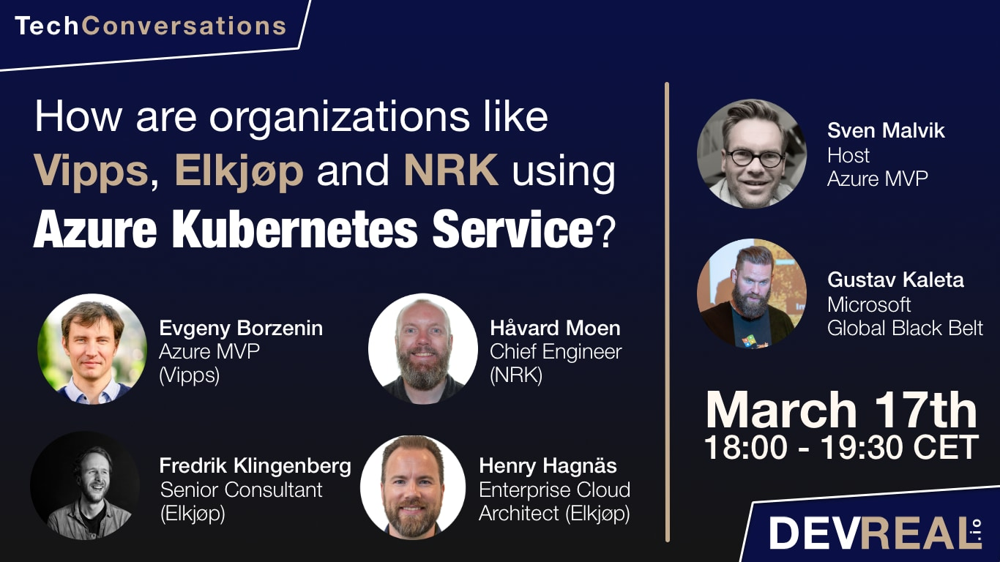 TechConversations
How are organizations like
Vipps, Elkjøp and NRK using
Azure Kubernetes Service?
Evgeny Borzenin
Azure MVP
(Vipps)
Håvard Moen
Chief Engineer
(NRK)
Fredrik Klingenberg
Senior Consultant
(Elkjøp)
Henry Hagnäs
Enterprise Cloud
Architect (Elkjøp)
Sven Malvik
Host
Azure MVP
Gustav Kaleta
Microsoft
Global Black Belt
March 17th
18:00 - 19:30 CET
DEVREAL.io